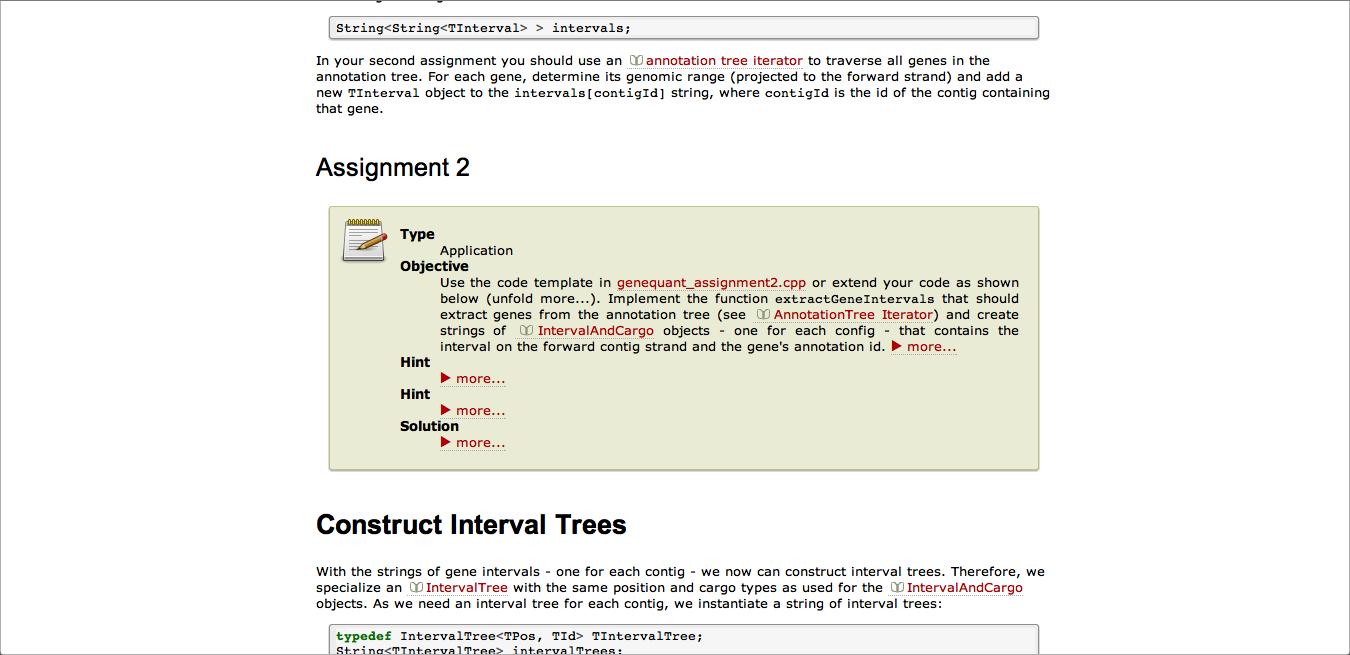 String<String<TInterval> > intervals;
In your second assignment you should use an annotation tree iterator to traverse all genes in the
annotation tree. For each gene, determine its genomic range (projected to the forward strand) and add a
new TInterval object to the intervals[contigId] string, where contigId is the id of the contig containing
that gene.
Assignment 2
Type
Application
Objective
Use the code template in genequant_assignment2.cpp or extend your code as shown
below (unfold more...). Implement the function extractGeneIntervals that should
extract genes from the annotation tree (see AnnotationTree Iterator) and create
strings of IntervalAndCargo objects - one for each config - that contains the
interval on the forward contig strand and the gene's annotation id. ▶ more...
Hint
▶ more...
Hint
▶ more...
Solution
▶ more...
Construct Interval Trees
With the strings of gene intervals - one for each contig - we now can construct interval trees. Therefore, we
specialize an IntervalTree with the same position and cargo types as used for the IntervalAndCargo
objects. As we need an interval tree for each contig, we instantiate a string of interval trees:
typedef IntervalTree<TPos, TId> TIntervalTree;
String<TIntervalTree> intervalTrees;